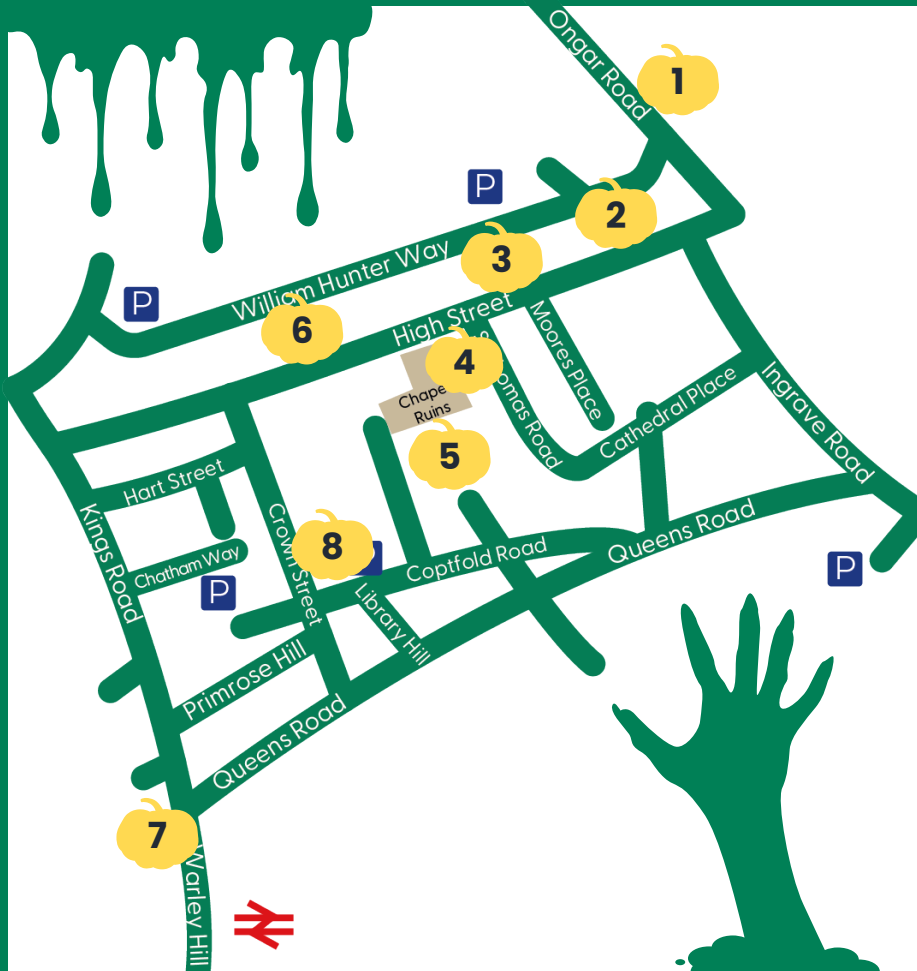 Ongar Road
1
P
2
3
William Hunter Way
P
6
High Street
Moores Place
4
Chape
Ruins
omas Road
Cathedral Place
Ingrave Road
5
Hart Street
Kings Road
Crown Street
8
Chatham Way
P
Coptfold Road
Queens Road
P
Library Hill
Primrose Hill
Queens Road
7
Warley Hill